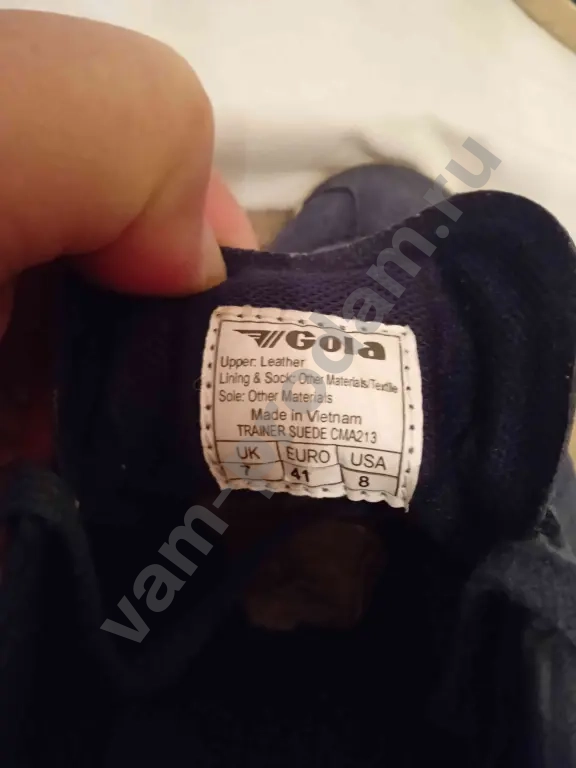 Gola
Upper: Leather
Lining & Sock: Other Materials/Textile
Sole: Other Materials
Made in Vietnam
TRAINER SUEDE CMA213
UK EURO USA
7 41 8
vam-prodam.ru